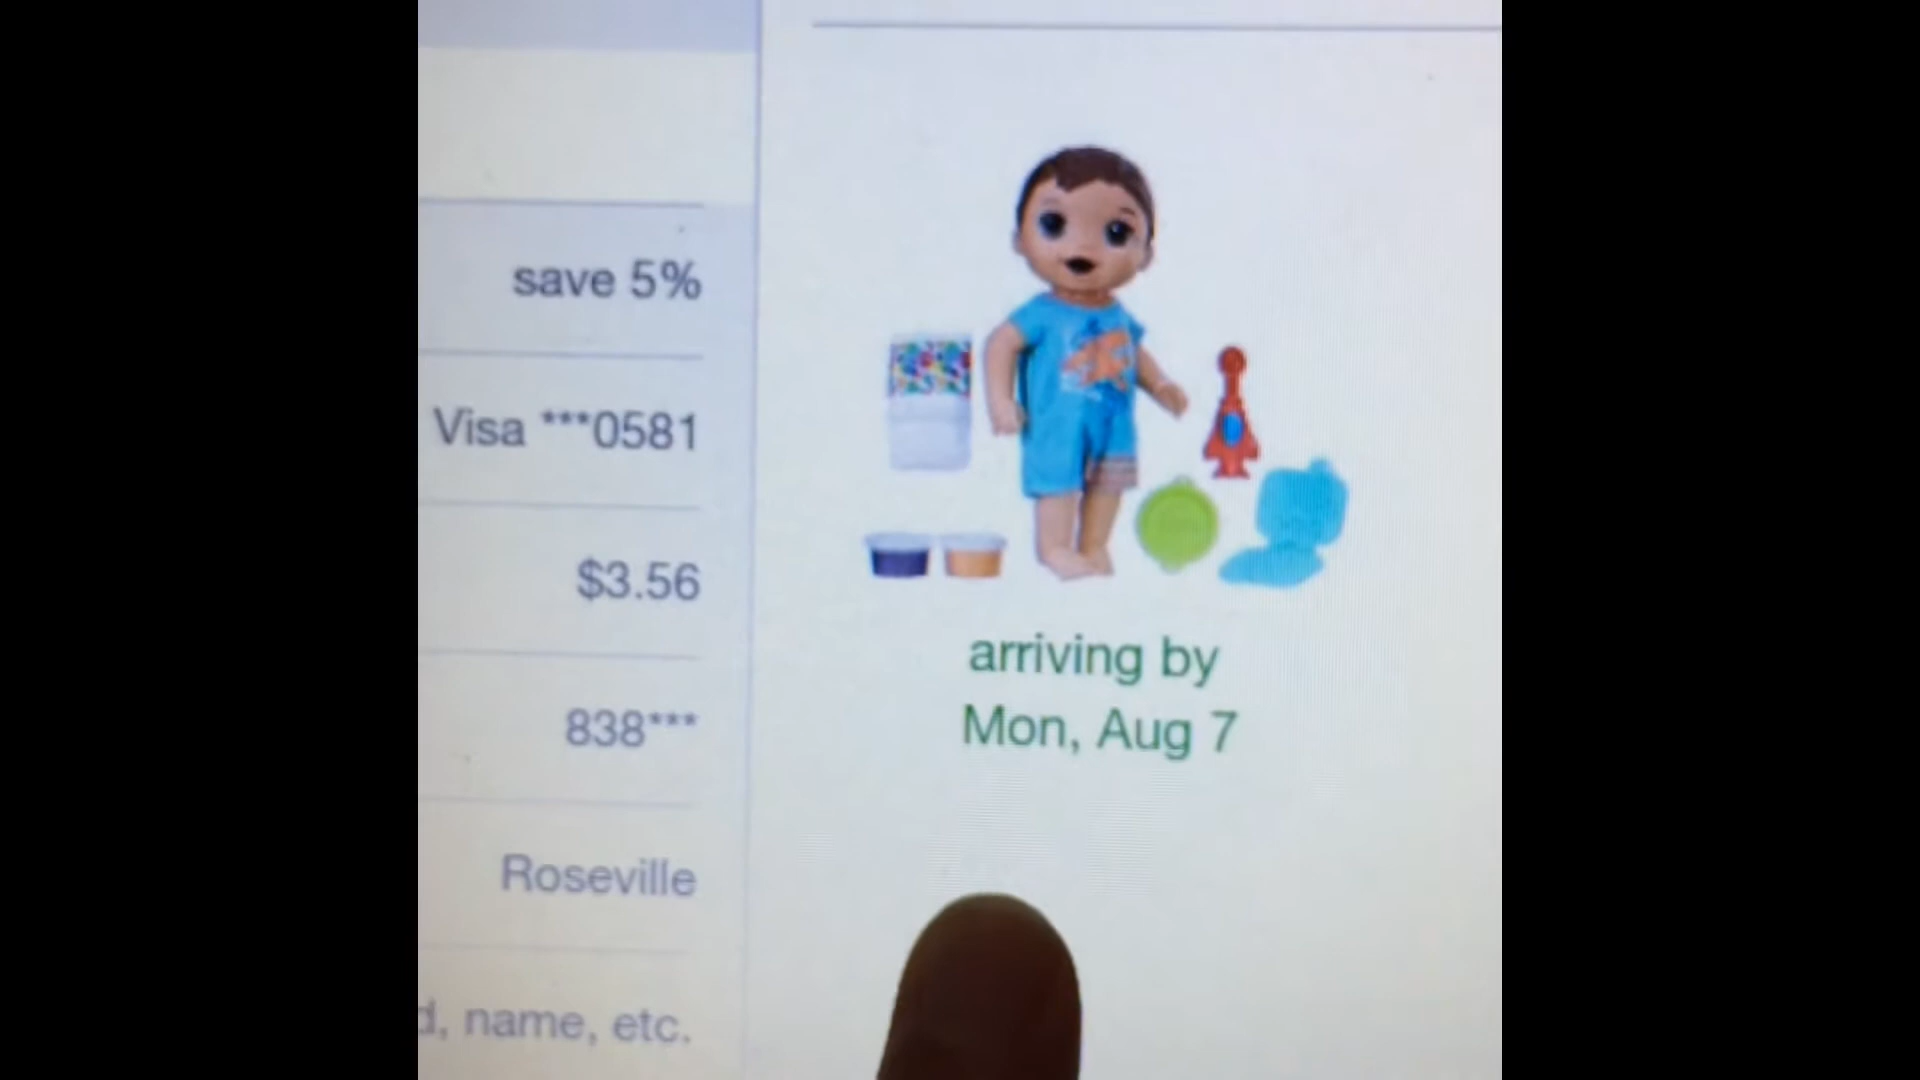 save 5%
Visa ***0581
$3.56
838***
Roseville
, name, etc.
arriving by
Mon, Aug 7